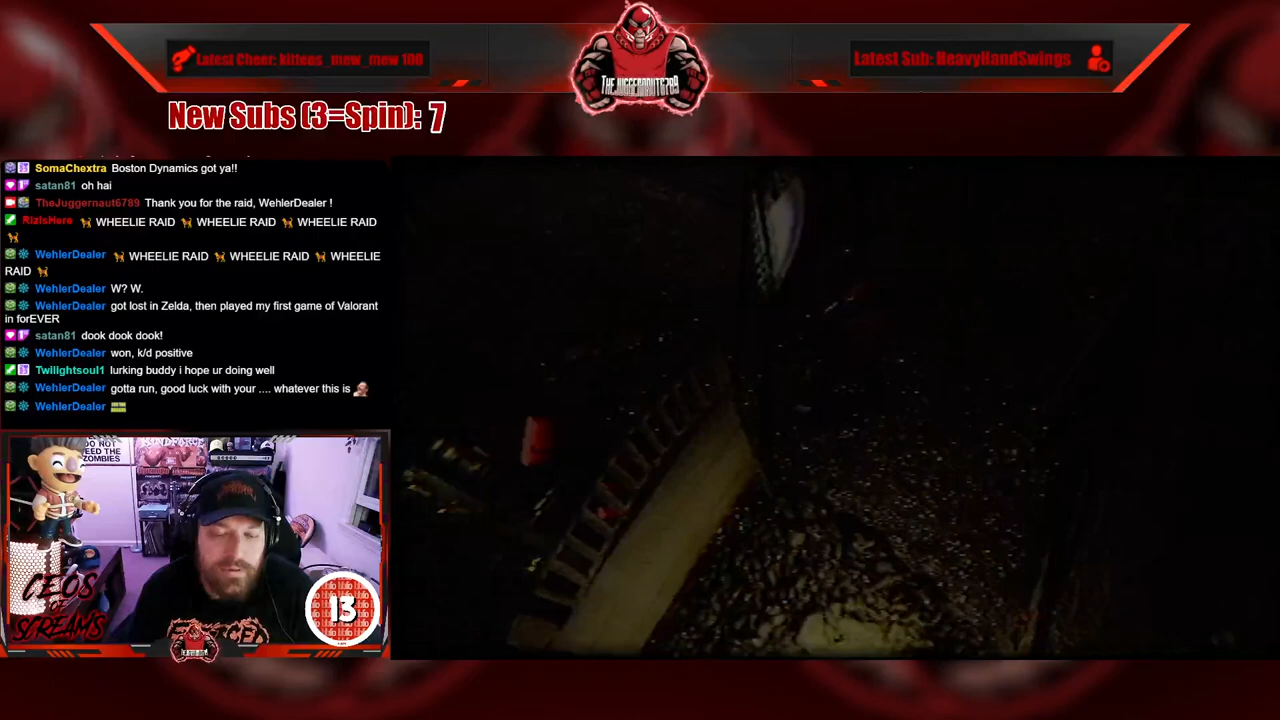 Latest Cheer: kittens_mew_mew 100
Latest Sub: HeavyHandSwings
THEJUGGERNAUT6789
New Subs (3=Spin): 7
SomaChextra Boston Dynamics got ya!!
satan81 oh hai
TheJuggernaut6789 Thank you for the raid, WehlerDealer !
RizIsHere WHEELIE RAID WHEELIE RAID WHEELIE RAID
WehlerDealer WHEELIE RAID WHEELIE RAID WHEELIE
RAID
WehlerDealer W? W.
WehlerDealer got lost in Zelda, then played my first game of Valorant
in forEVER
satan81 dook dook dook!
WehlerDealer won, k/d positive
Twilightsoul1 lurking buddy i hope ur doing well
WehlerDealer gotta run, good luck with your .... whatever this is
WehlerDealer
DO NOT
FEED THE
ZOMBIES
CEOS
OF
SCREAMS
13